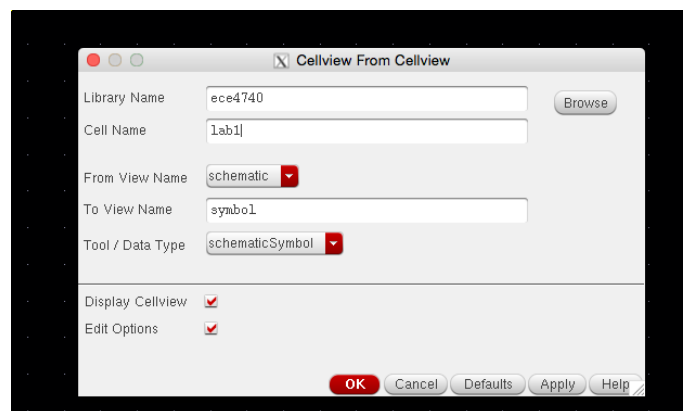 Cellview From Cellview
Library Name ece4740 Browse
Cell Name lab1
From View Name schematic
To View Name symbol
Tool / Data Type schematicSymbol
Display Cellview
Edit Options
OK Cancel Defaults Apply Help